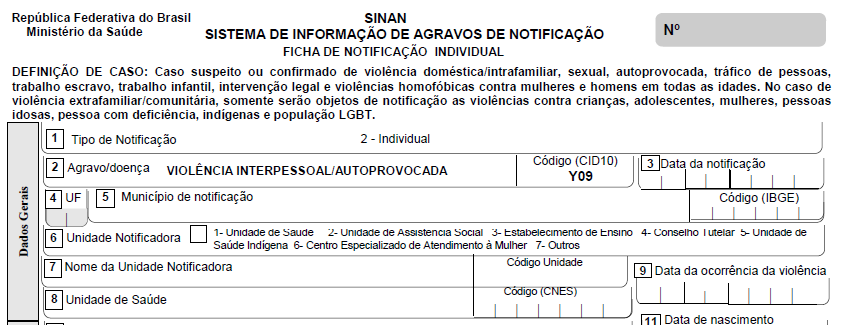 República Federativa do Brasil
Ministério da Saúde
SINAN
SISTEMA DE INFORMAÇÃO DE AGRAVOS DE NOTIFICAÇÃO
FICHA DE NOTIFICAÇÃO INDIVIDUAL
Nº
DEFINIÇÃO DE CASO: Caso suspeito ou confirmado de violência doméstica/intrafamiliar, sexual, autoprovocada, tráfico de pessoas,
trabalho escravo, trabalho infantil, intervenção legal e violências homofóbicas contra mulheres e homens em todas as idades. No caso de
violência extrafamiliar/comunitária, somente serão objetos de notificação as violências contra crianças, adolescentes, mulheres, pessoas
idosas, pessoa com deficiência, indígenas e população LGBT.
Dados Gerais
1 Tipo de Notificação 2 - Individual
2 Agravo/doença VIOLÊNCIA INTERPESSOAL/AUTOPROVOCADA
Código (CID10)
Y09
3 Data da notificação
4 UF
5 Município de notificação
Código (IBGE)
6 Unidade Notificadora
1- Unidade de Saúde 2- Unidade de Assistência Social 3- Estabelecimento de Ensino 4- Conselho Tutelar 5- Unidade de
Saúde Indígena 6- Centro Especializado de Atendimento à Mulher 7- Outros
7 Nome da Unidade Notificadora
Código Unidade
9 Data da ocorrência da violência
8 Unidade de Saúde
Código (CNES)
11 Data de nascimento